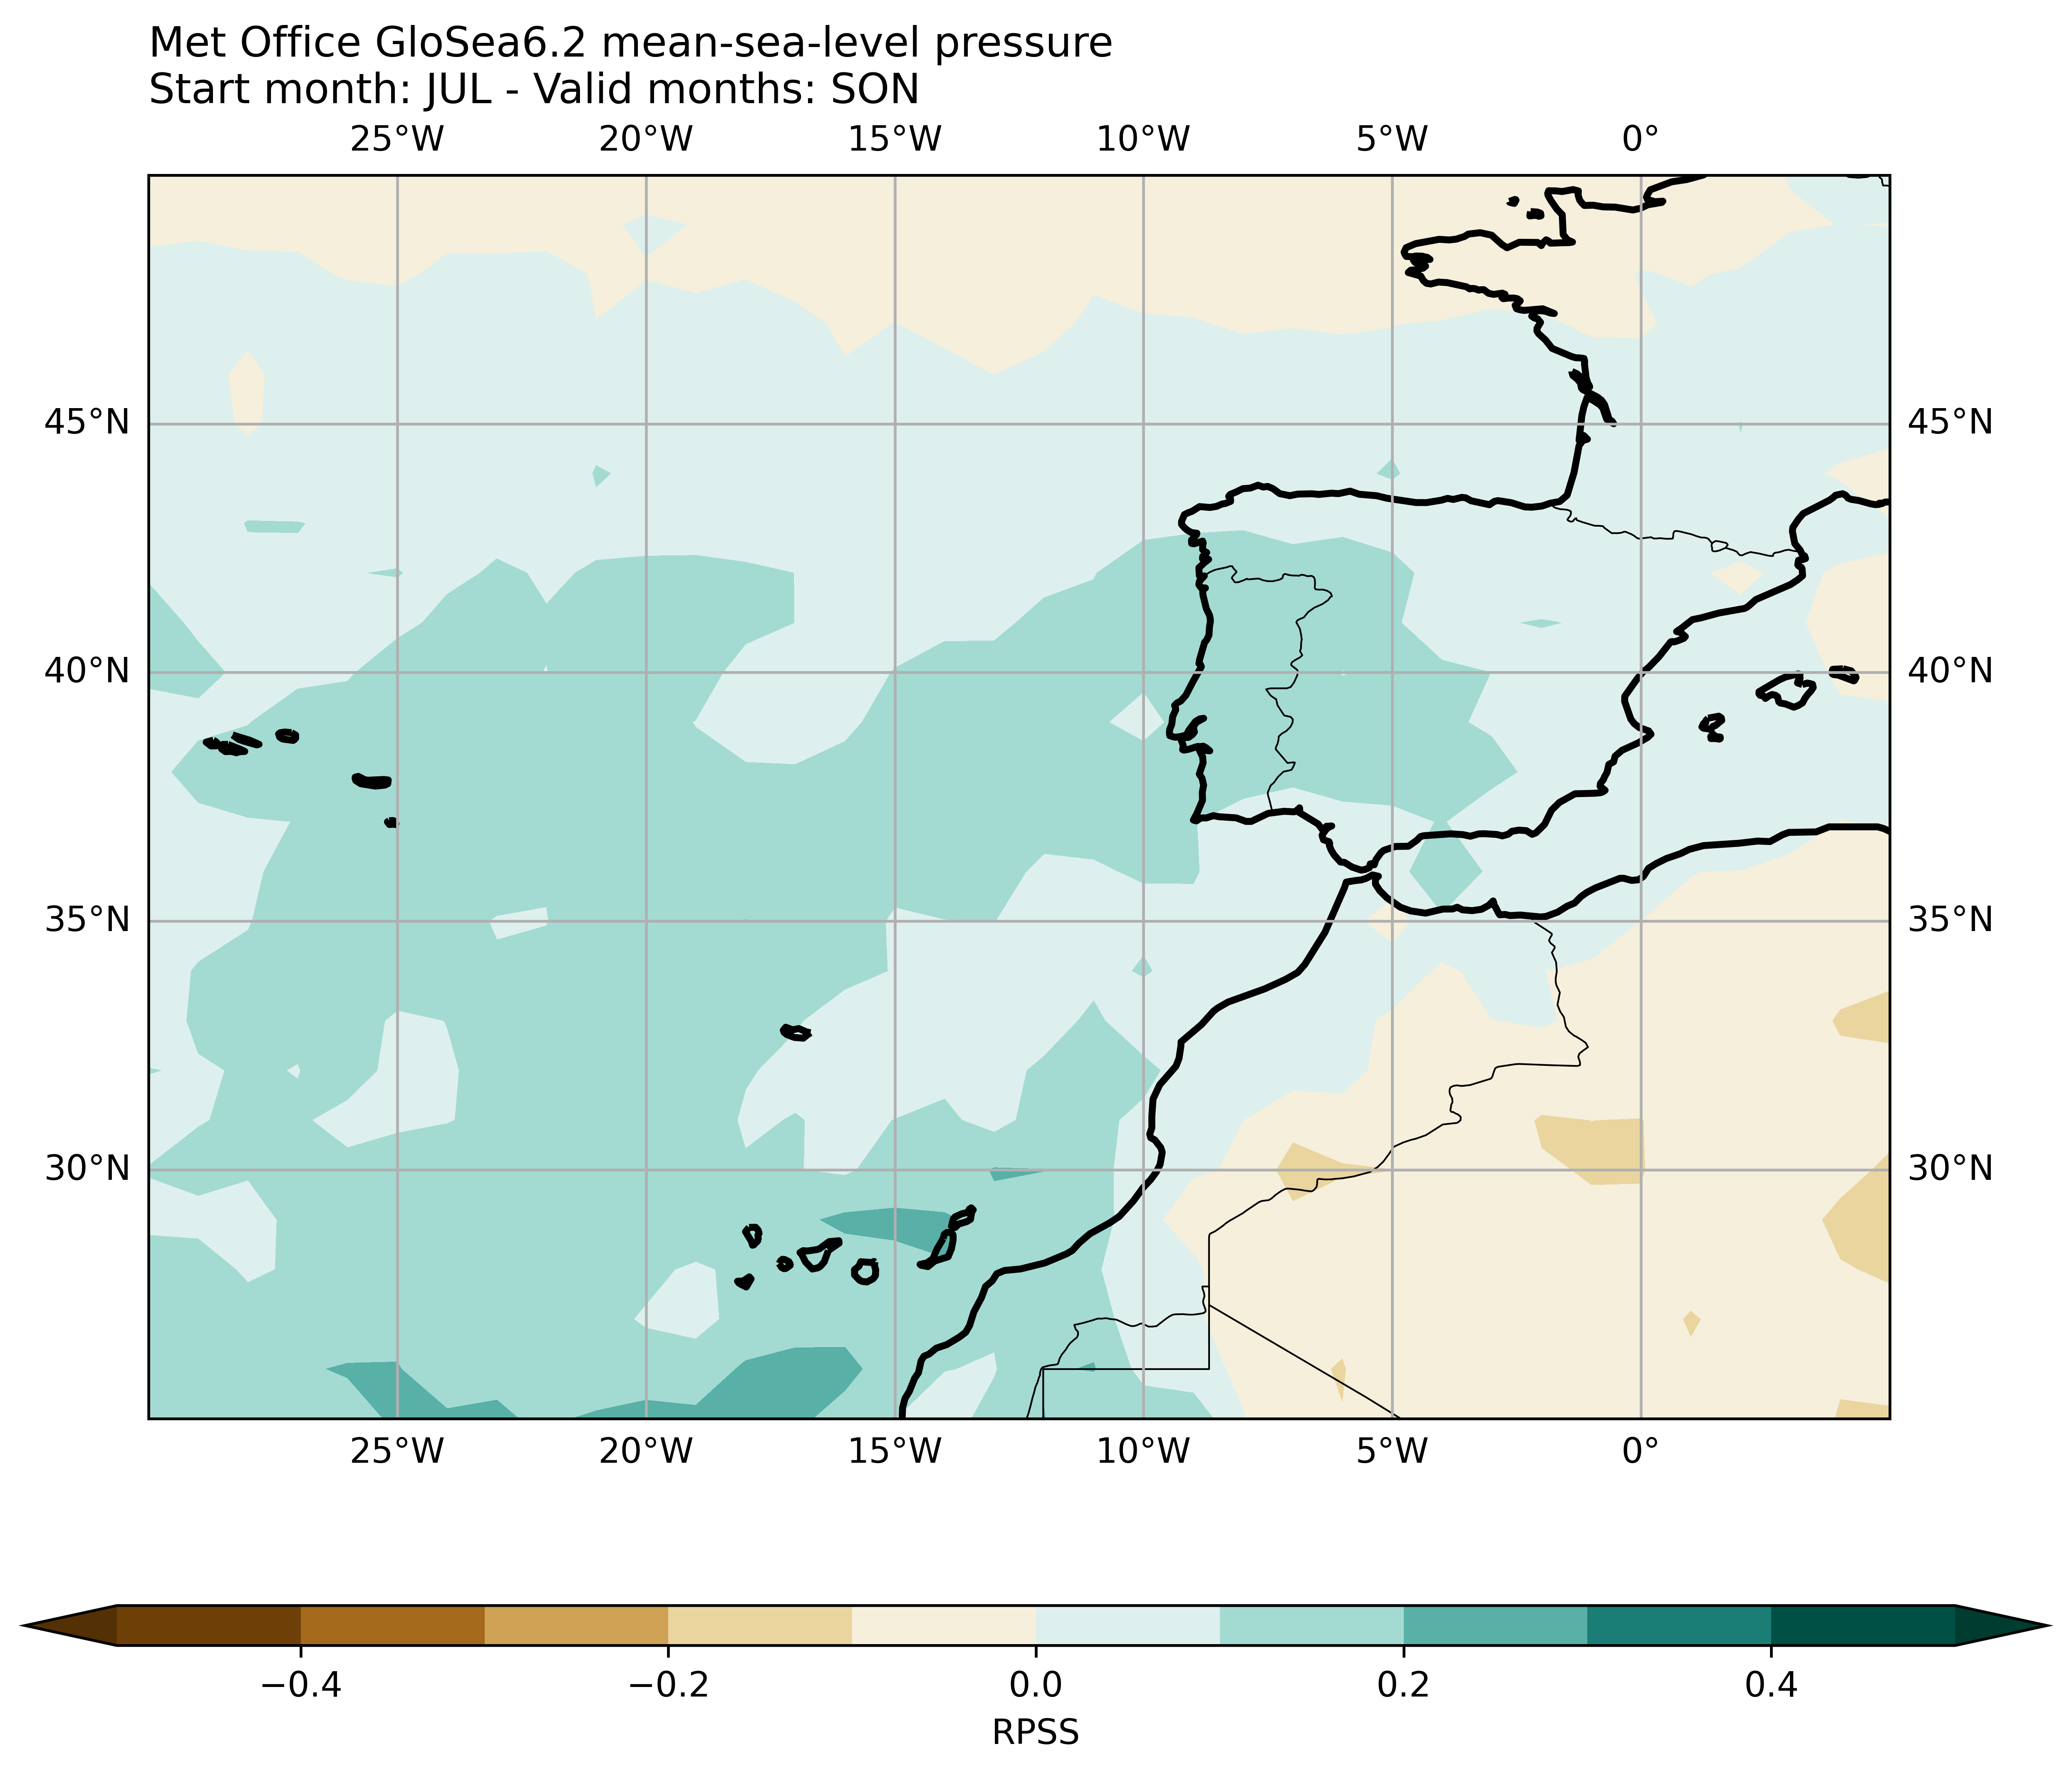 Met Office GloSea6.2 mean-sea-level pressure
Start month: JUL - Valid months: SON
25°W 20°W 15°W 10°W 5°W 0°
45°N 45°N
40°N 40°N
35°N 35°N
30°N 30°N
25°W 20°W 15°W 10°W 5°W 0°
−0.4 −0.2 0.0 0.2 0.4
RPSS